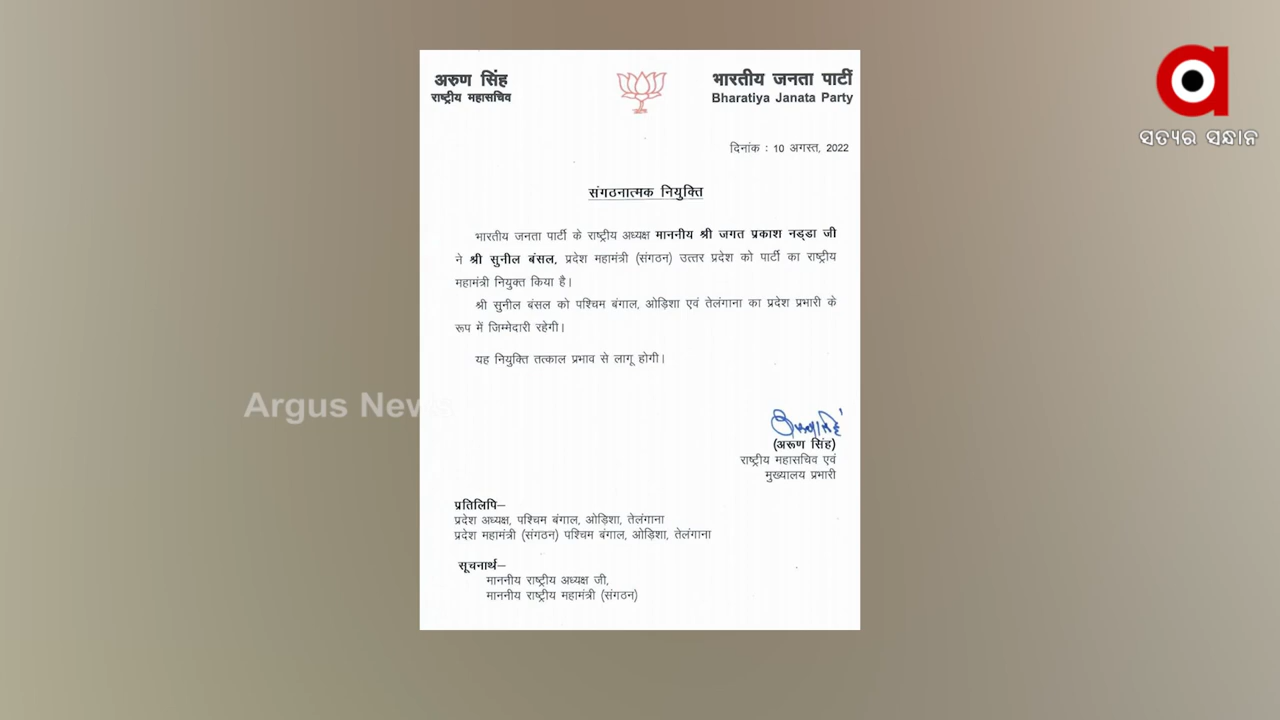 अरुण सिंह
राष्ट्रीय महासचिव
भारतीय जनता पार्टी
Bharatiya Janata Party
ସତ୍ୟର ସନ୍ଧାନ
दिनांक : 10 अगस्त, 2022
संगठनात्मक नियुक्ति
भारतीय जनता पार्टी के राष्ट्रीय अध्यक्ष माननीय श्री जगत प्रकाश नड्डा जी
ने श्री सुनील बंसल, प्रदेश महामंत्री (संगठन) उत्तर प्रदेश को पार्टी का राष्ट्रीय
महामंत्री नियुक्त किया है।
श्री सुनील बंसल को पश्चिम बंगाल, ओड़िशा एवं तेलंगाना का प्रदेश प्रभारी के
रूप में जिम्मेदारी रहेगी।
यह नियुक्ति तत्काल प्रभाव से लागू होगी।
Argus News
(अरूण सिंह)
राष्ट्रीय महासचिव एवं
मुख्यालय प्रभारी
प्रतिलिपि–
प्रदेश अध्यक्ष, पश्चिम बंगाल, ओड़िशा, तेलंगाना
प्रदेश महामंत्री (संगठन) पश्चिम बंगाल, ओड़िशा, तेलंगाना
सूचनार्थ–
माननीय राष्ट्रीय अध्यक्ष जी,
माननीय राष्ट्रीय महामंत्री (संगठन)